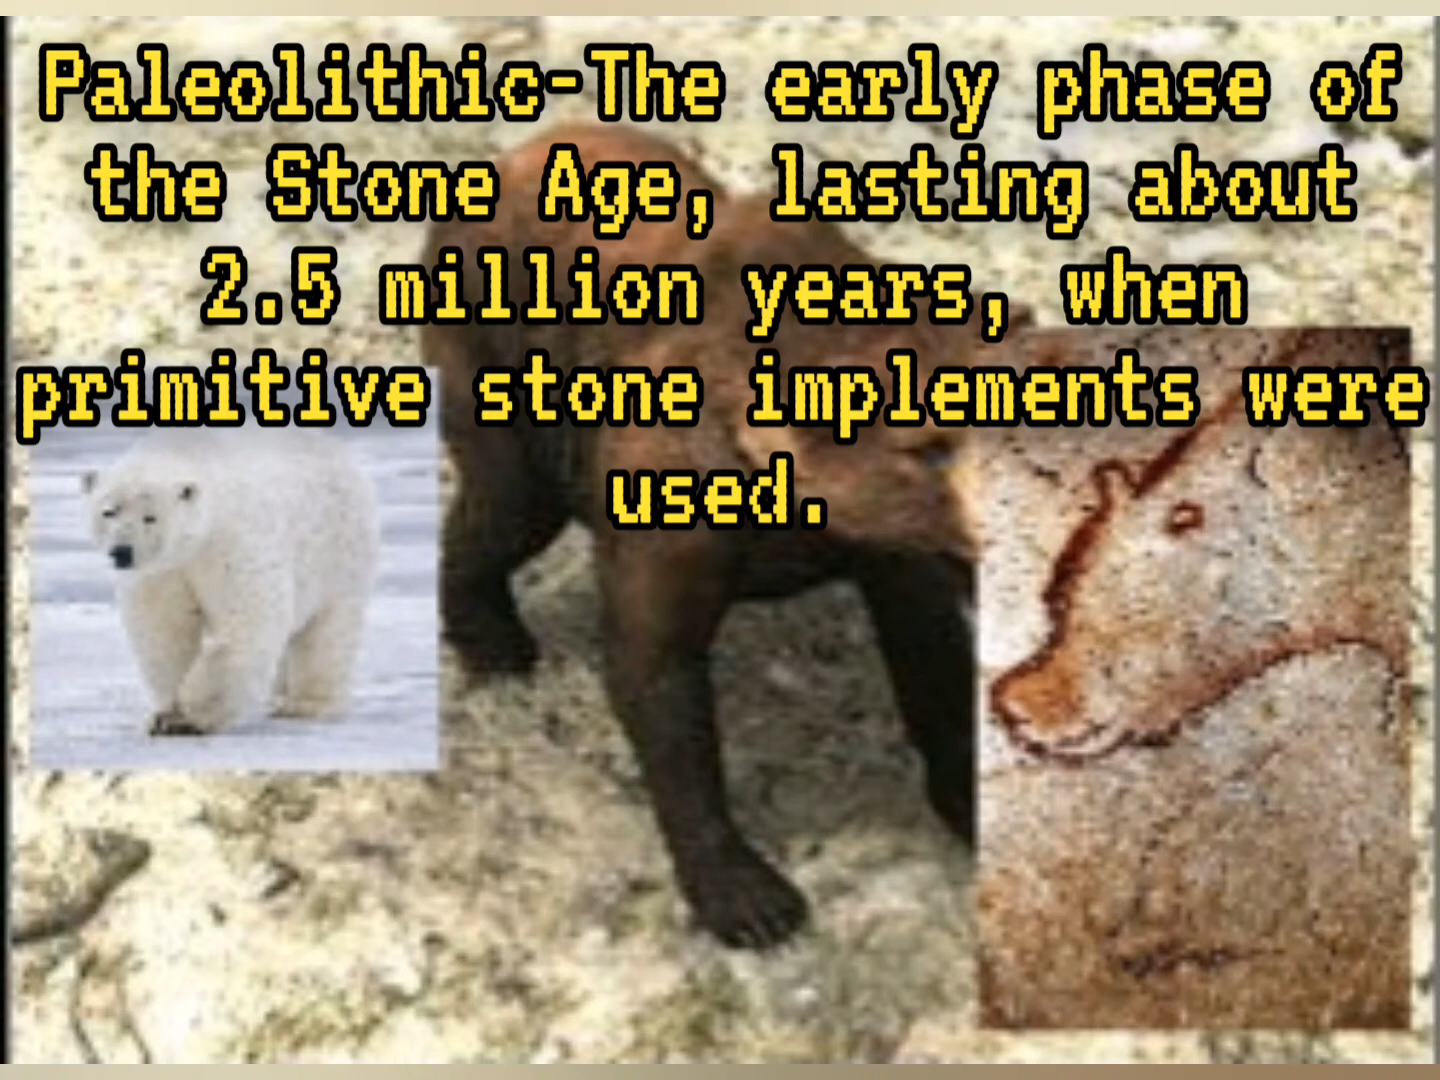 Paleolithic-The early phase of
the Stone Age, lasting about
2.5 million years, when
primitive stone implements were
used.